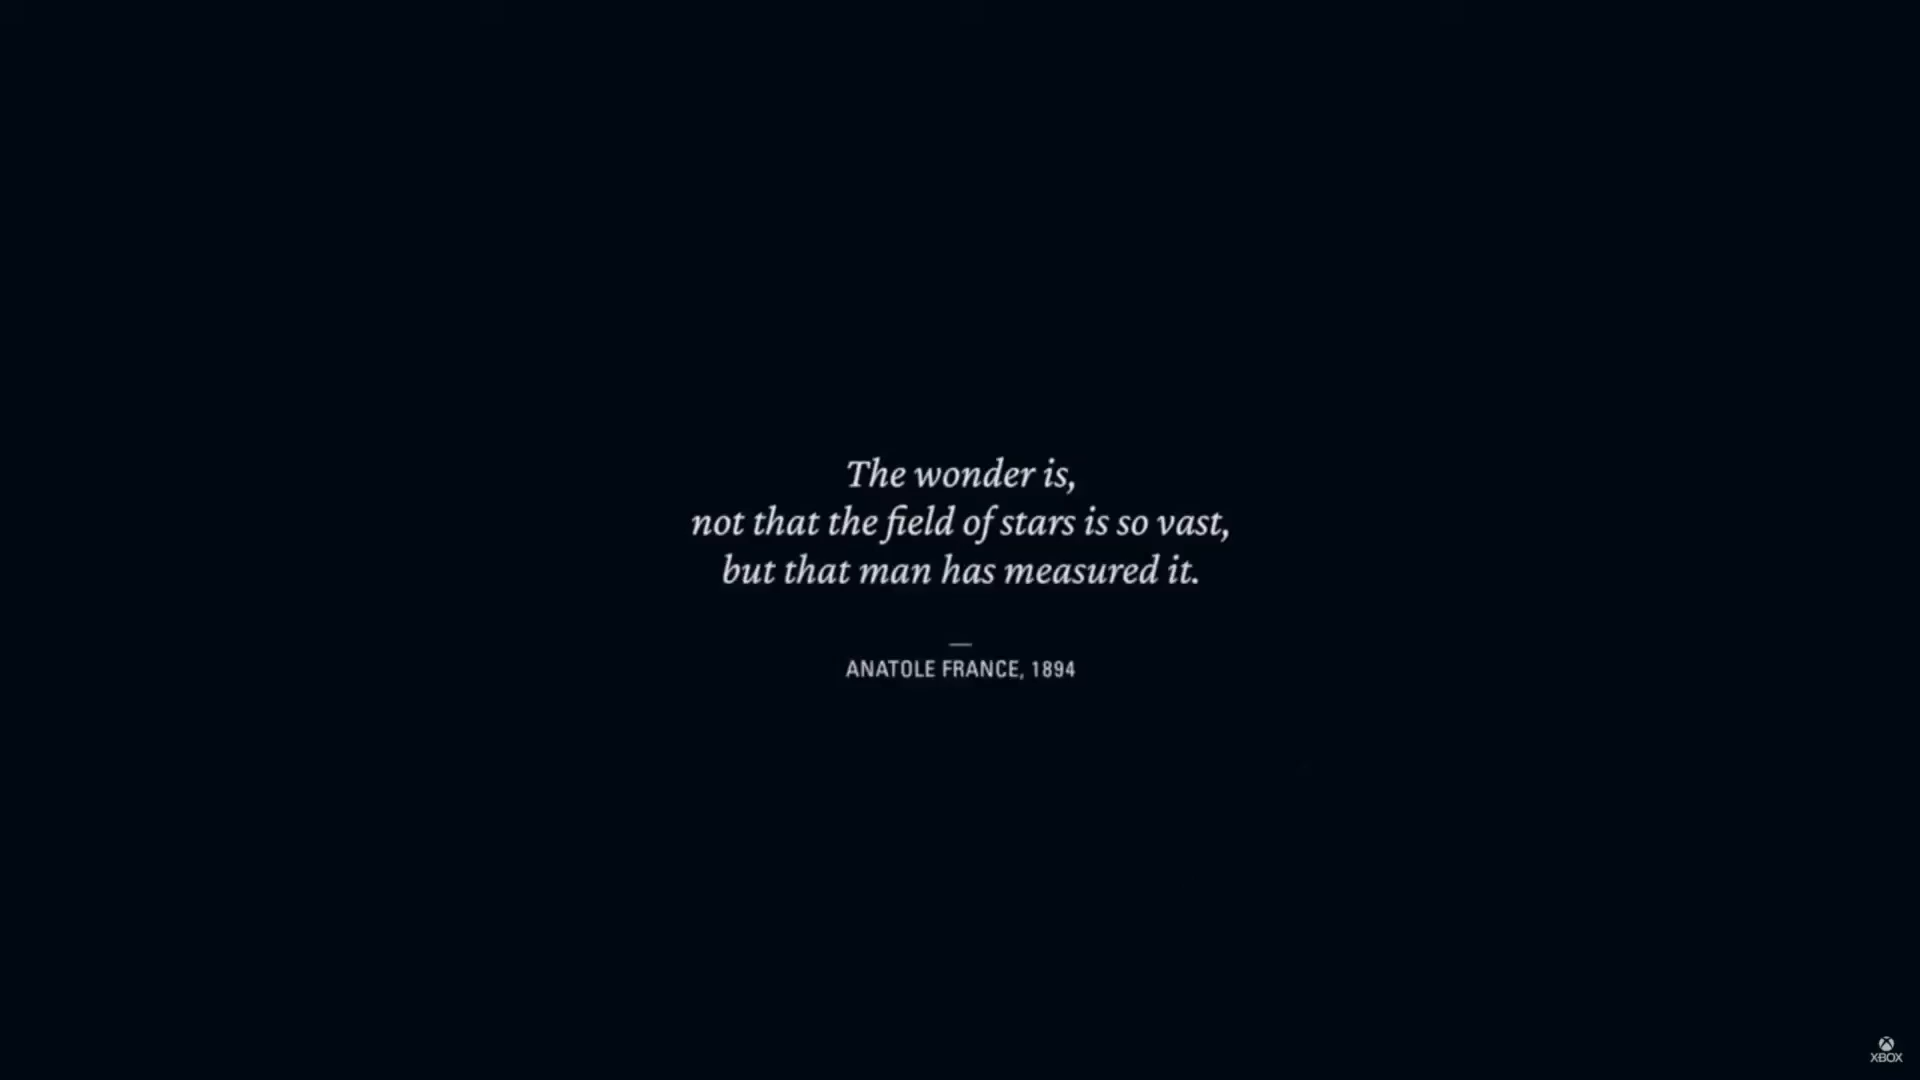 The wonder is,
not that the field of stars is so vast,
but that man has measured it.
—
ANATOLE FRANCE, 1894
XBOX